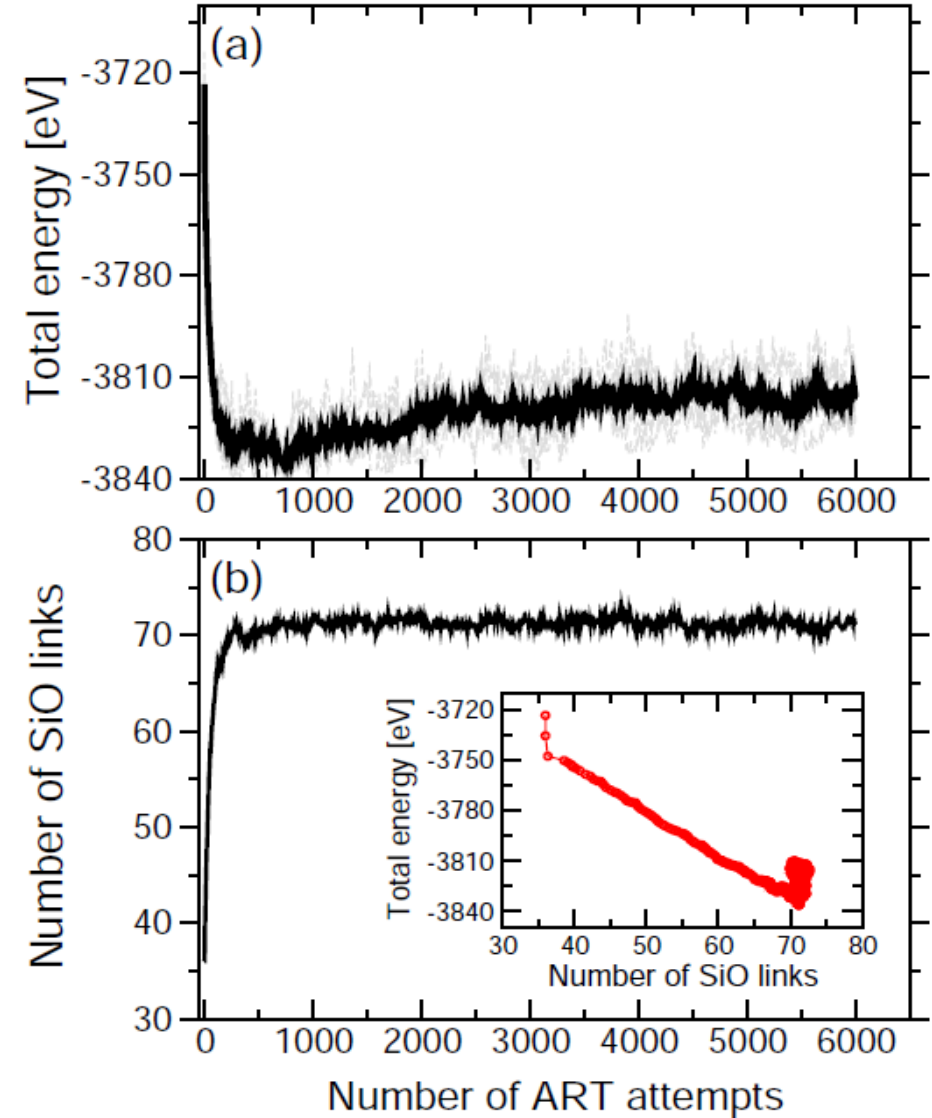 (a)
Total energy [eV]
-3720
-3750
-3780
-3810
-3840
0 1000 2000 3000 4000 5000 6000
(b)
Number of SiO links
80
70
60
50
40
30
Total energy [eV]
-3720
-3750
-3780
-3810
-3840
30 40 50 60 70 80
Number of SiO links
0 1000 2000 3000 4000 5000 6000
Number of ART attempts